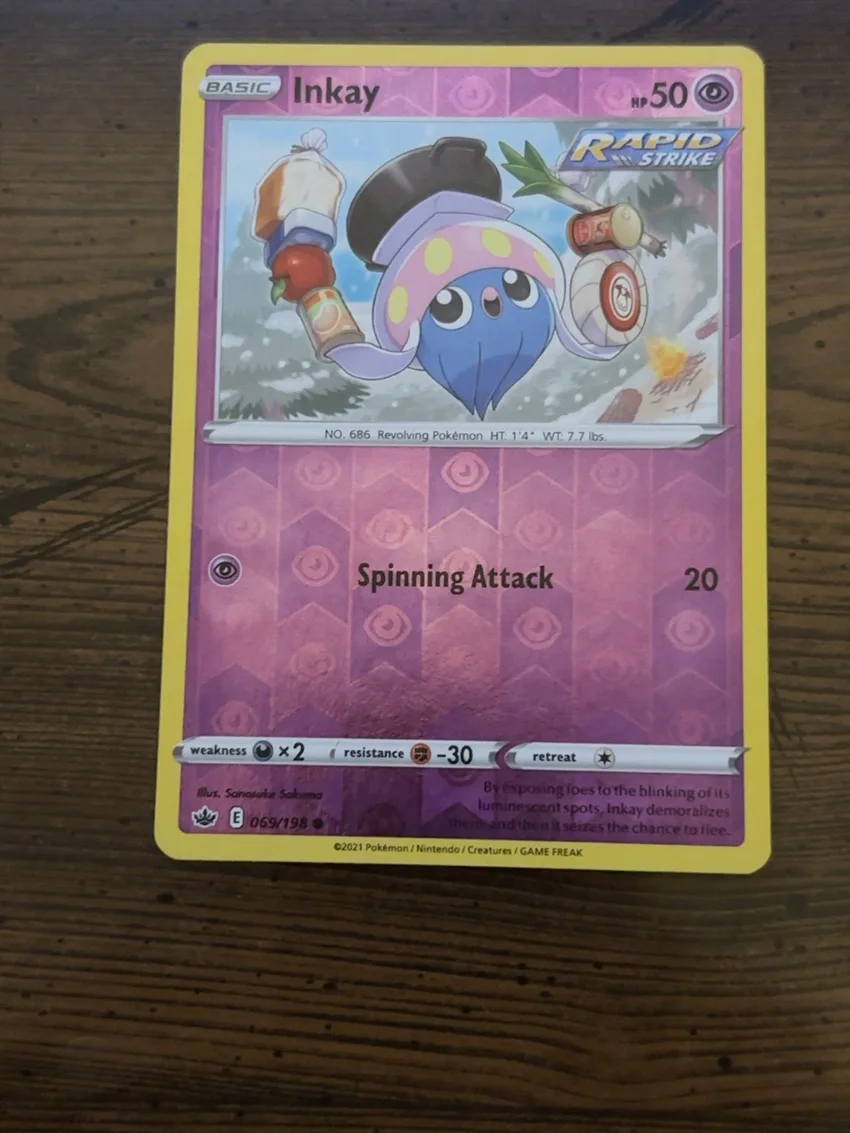 BASIC Inkay HP 50
RAPID
STRIKE
NO. 686 Revolving Pokémon HT: 1'4" WT: 7.7 lbs.
Spinning Attack 20
weakness ×2 resistance -30 retreat
Illus. Sanosuke Sakuma
By exposing foes to the blinking of its
luminescent spots, Inkay demoralizes
them, and then it seizes the chance to flee.
E 069/198
©2021 Pokémon / Nintendo / Creatures / GAME FREAK